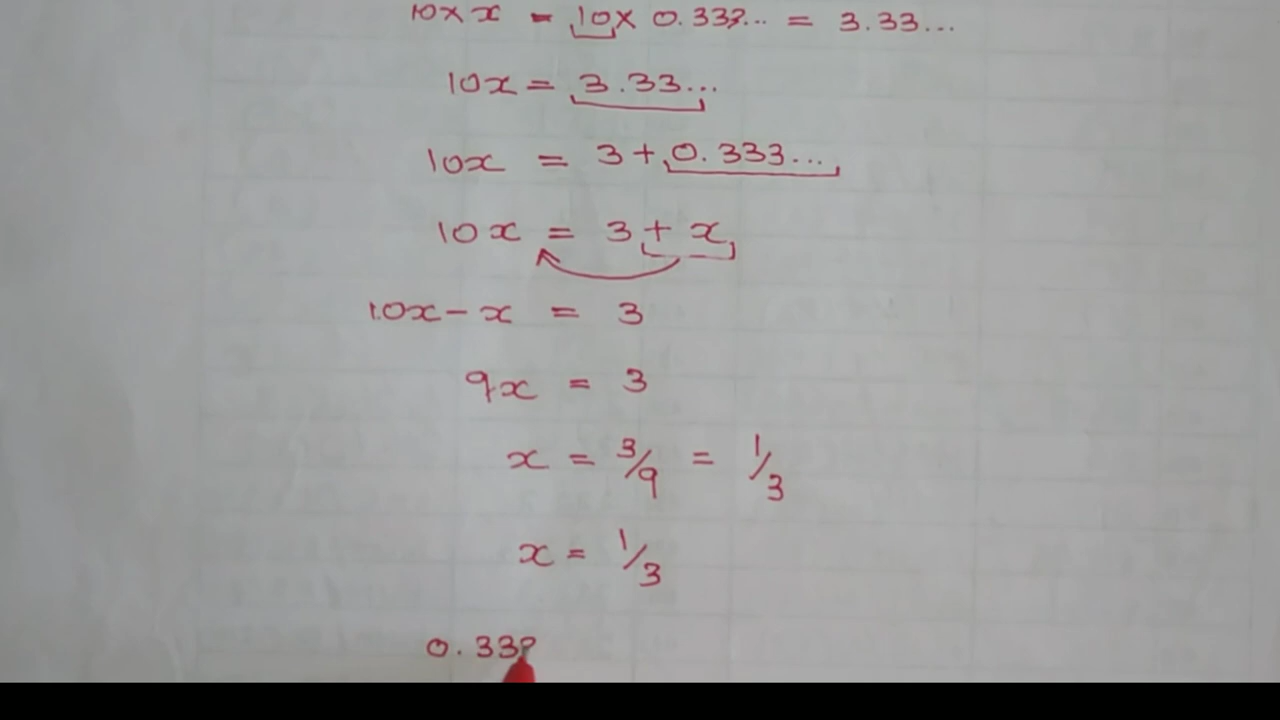 10×x = 10× 0.333... = 3.33...
10x = 3.33...
10x = 3+0.333...
10x = 3+x
10x-x = 3
9x = 3
x = 3/9 = 1/3
x = 1/3
0.33